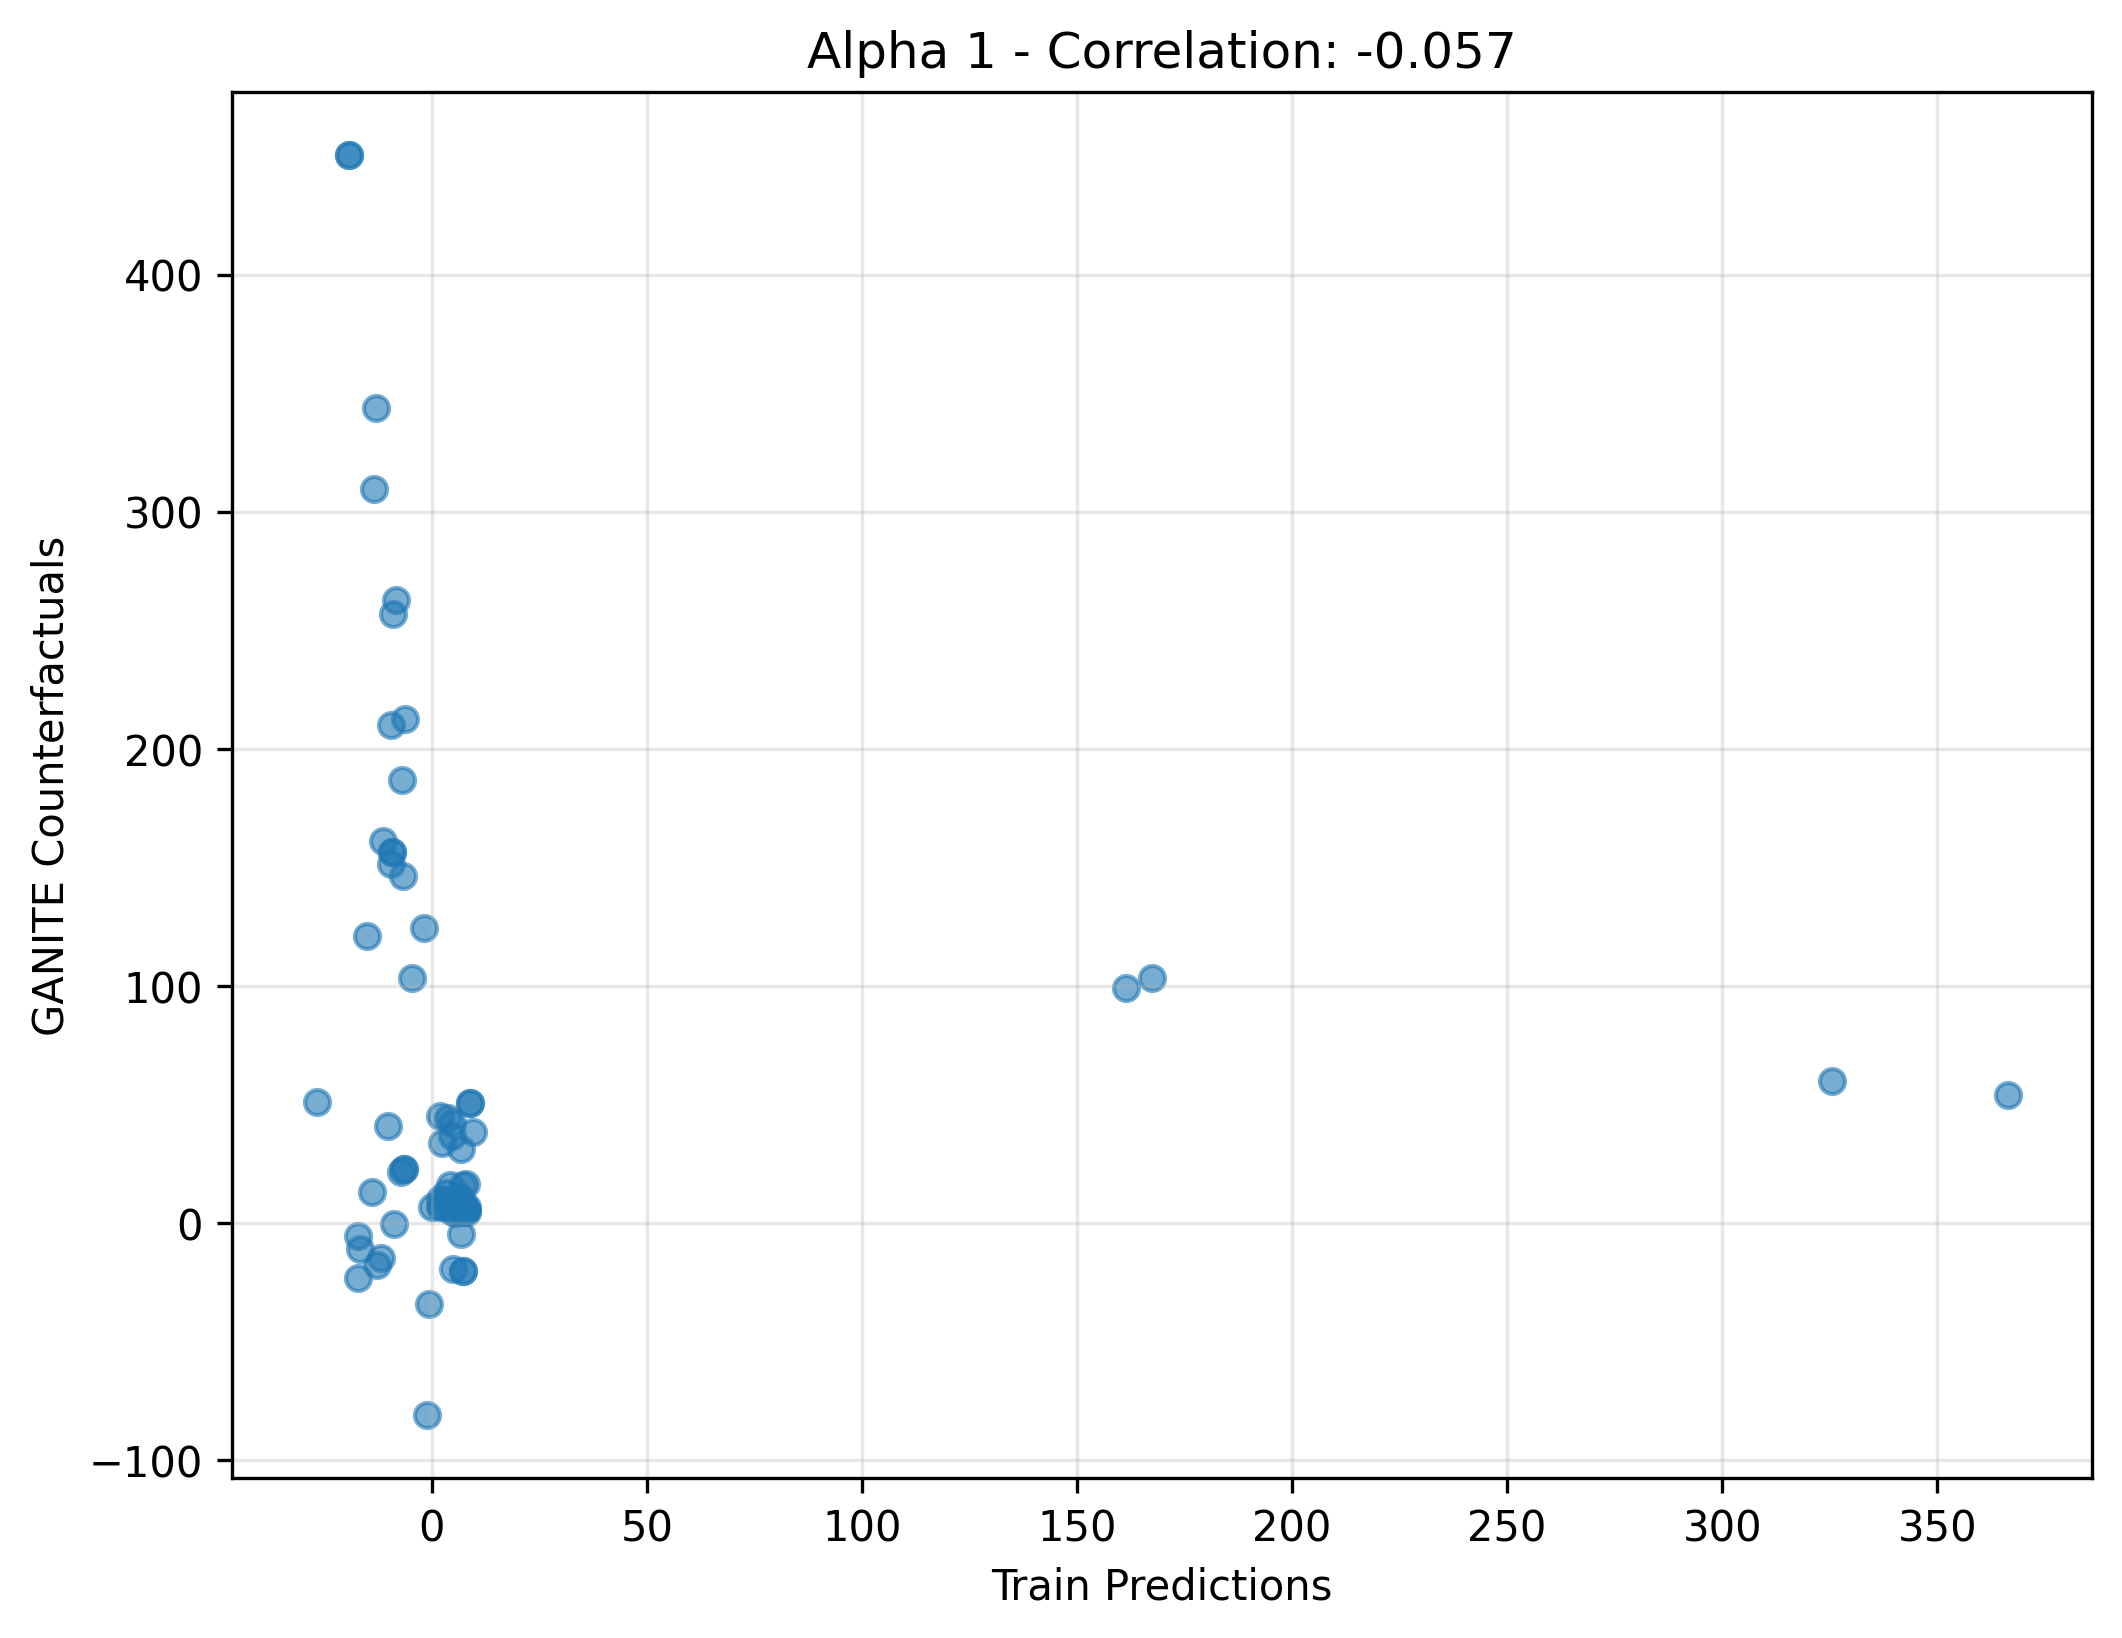 Alpha 1 - Correlation: -0.057
GANITE Counterfactuals
400
300
200
100
0
−100
0 50 100 150 200 250 300 350
Train Predictions